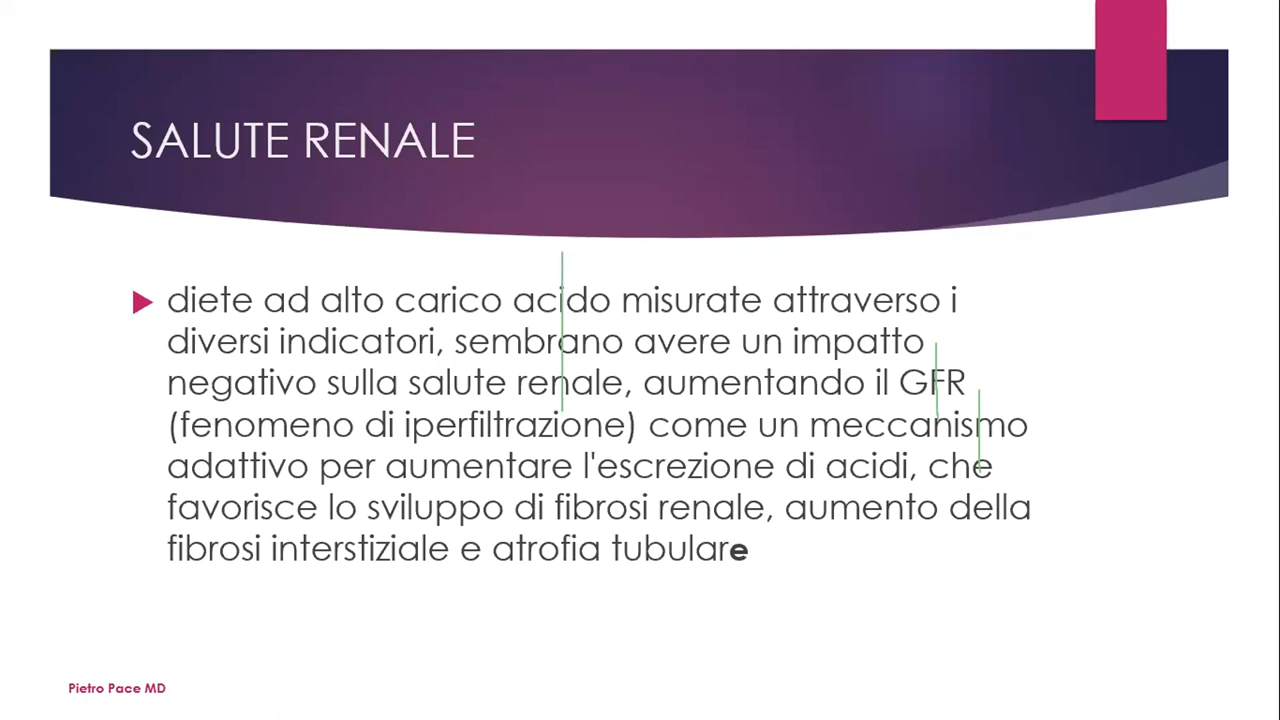 SALUTE RENALE
diete ad alto carico acido misurate attraverso i
diversi indicatori, sembrano avere un impatto
negativo sulla salute renale, aumentando il GFR
(fenomeno di iperfiltrazione) come un meccanismo
adattivo per aumentare l'escrezione di acidi, che
favorisce lo sviluppo di fibrosi renale, aumento della
fibrosi interstiziale e atrofia tubulare
Pietro Pace MD